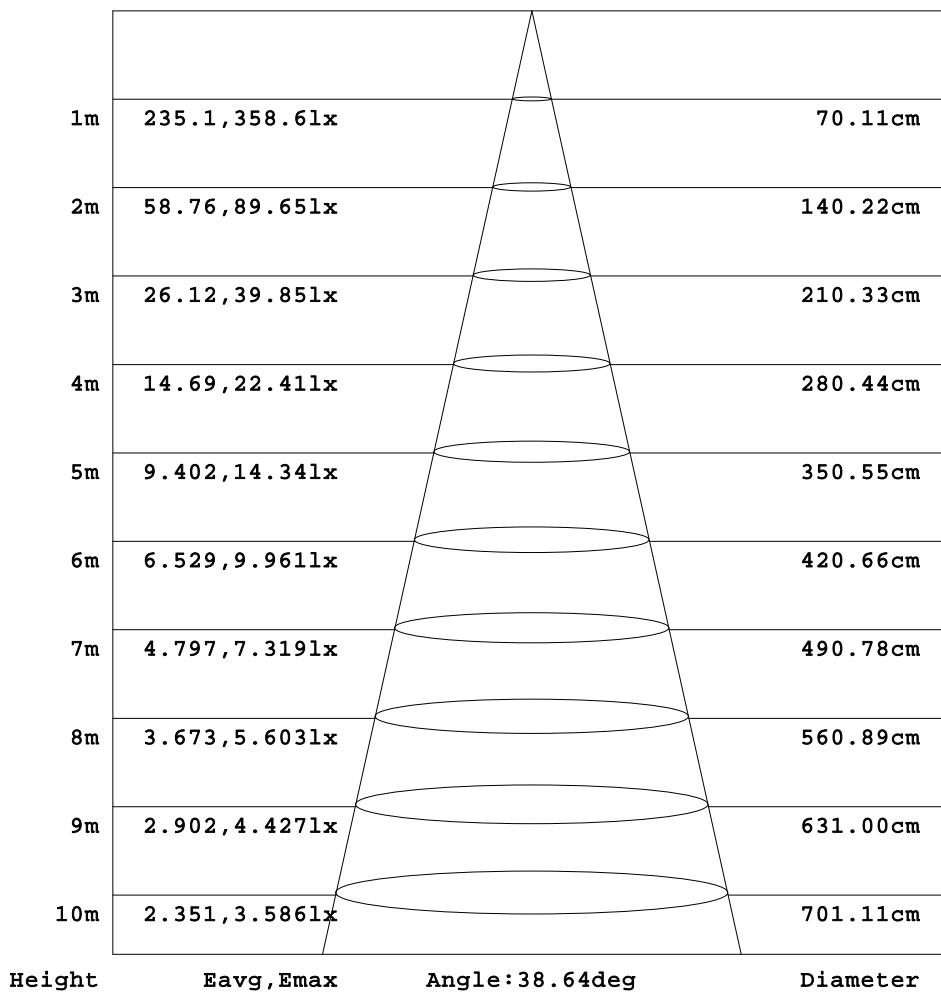 1m 235.1,358.6lx 70.11cm
2m 58.76,89.65lx 140.22cm
3m 26.12,39.85lx 210.33cm
4m 14.69,22.41lx 280.44cm
5m 9.402,14.34lx 350.55cm
6m 6.529,9.961lx 420.66cm
7m 4.797,7.319lx 490.78cm
8m 3.673,5.603lx 560.89cm
9m 2.902,4.427lx 631.00cm
10m 2.351,3.586lx 701.11cm
Height Eavg,Emax Angle:38.64deg Diameter